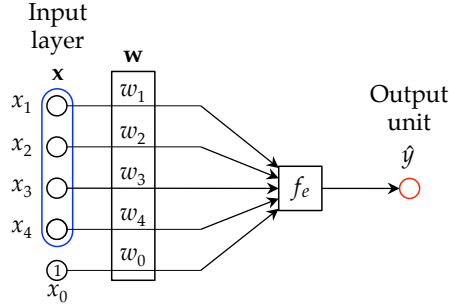 Input
layer
x
w
x₁ w₁
x₂ w₂
x₃ w₃
x₄ w₄
1 w₀
x₀
fₑ
Output
unit
ŷ